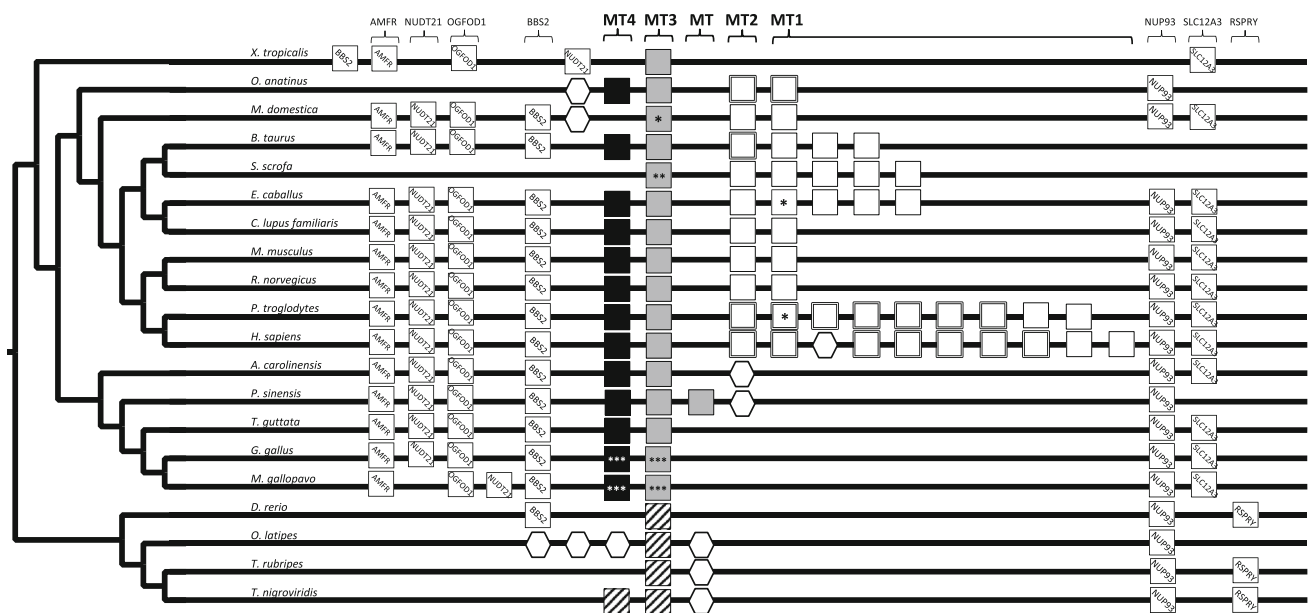 AMFR NUDT21 OGFOD1 BBS2 MT4 MT3 MT MT2 MT1 NUP93 SLC12A3 RSPRY
X. tropicalis BBS2 AMFR OGFOD1 NUDT21 SLC12A3
O. anatinus NUP93
M. domestica AMFR NUDT21 OGFOD1 BBS2 * NUP93 SLC12A3
B. taurus AMFR NUDT21 OGFOD1 BBS2
S. scrofa **
E. caballus AMFR NUDT21 OGFOD1 BBS2 * NUP93 SLC12A3
C. lupus familiaris AMFR NUDT21 OGFOD1 BBS2 NUP93 SLC12A3
M. musculus AMFR NUDT21 OGFOD1 BBS2 NUP93 SLC12A3
R. norvegicus AMFR NUDT21 OGFOD1 BBS2 NUP93 SLC12A3
P. troglodytes AMFR NUDT21 OGFOD1 BBS2 * NUP93 SLC12A3
H. sapiens AMFR NUDT21 OGFOD1 BBS2 NUP93 SLC12A3
A. carolinensis AMFR NUDT21 OGFOD1 BBS2 NUP93 SLC12A3
P. sinensis AMFR NUDT21 OGFOD1 BBS2 NUP93
T. guttata AMFR NUDT21 OGFOD1 BBS2 NUP93 SLC12A3
G. gallus AMFR NUDT21 OGFOD1 BBS2 *** *** NUP93 SLC12A3
M. gallopavo AMFR OGFOD1 NUDT21 BBS2 *** *** NUP93 SLC12A3
D. rerio BBS2 NUP93 RSPRY
O. latipes NUP93
T. rubripes NUP93 RSPRY
T. nigroviridis NUP93 RSPRY